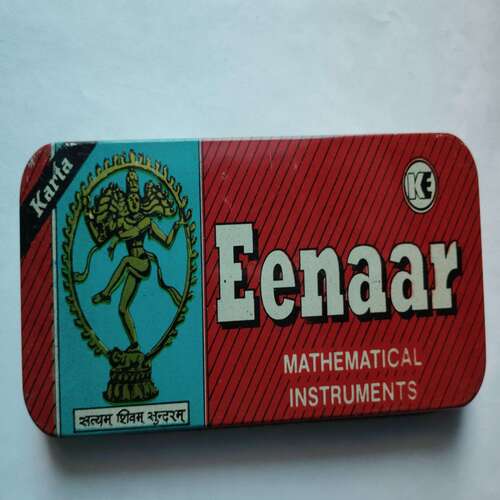 Karta
KE
Eenaar
MATHEMATICAL
INSTRUMENTS
सत्यम् शिवम् सुन्दरम्